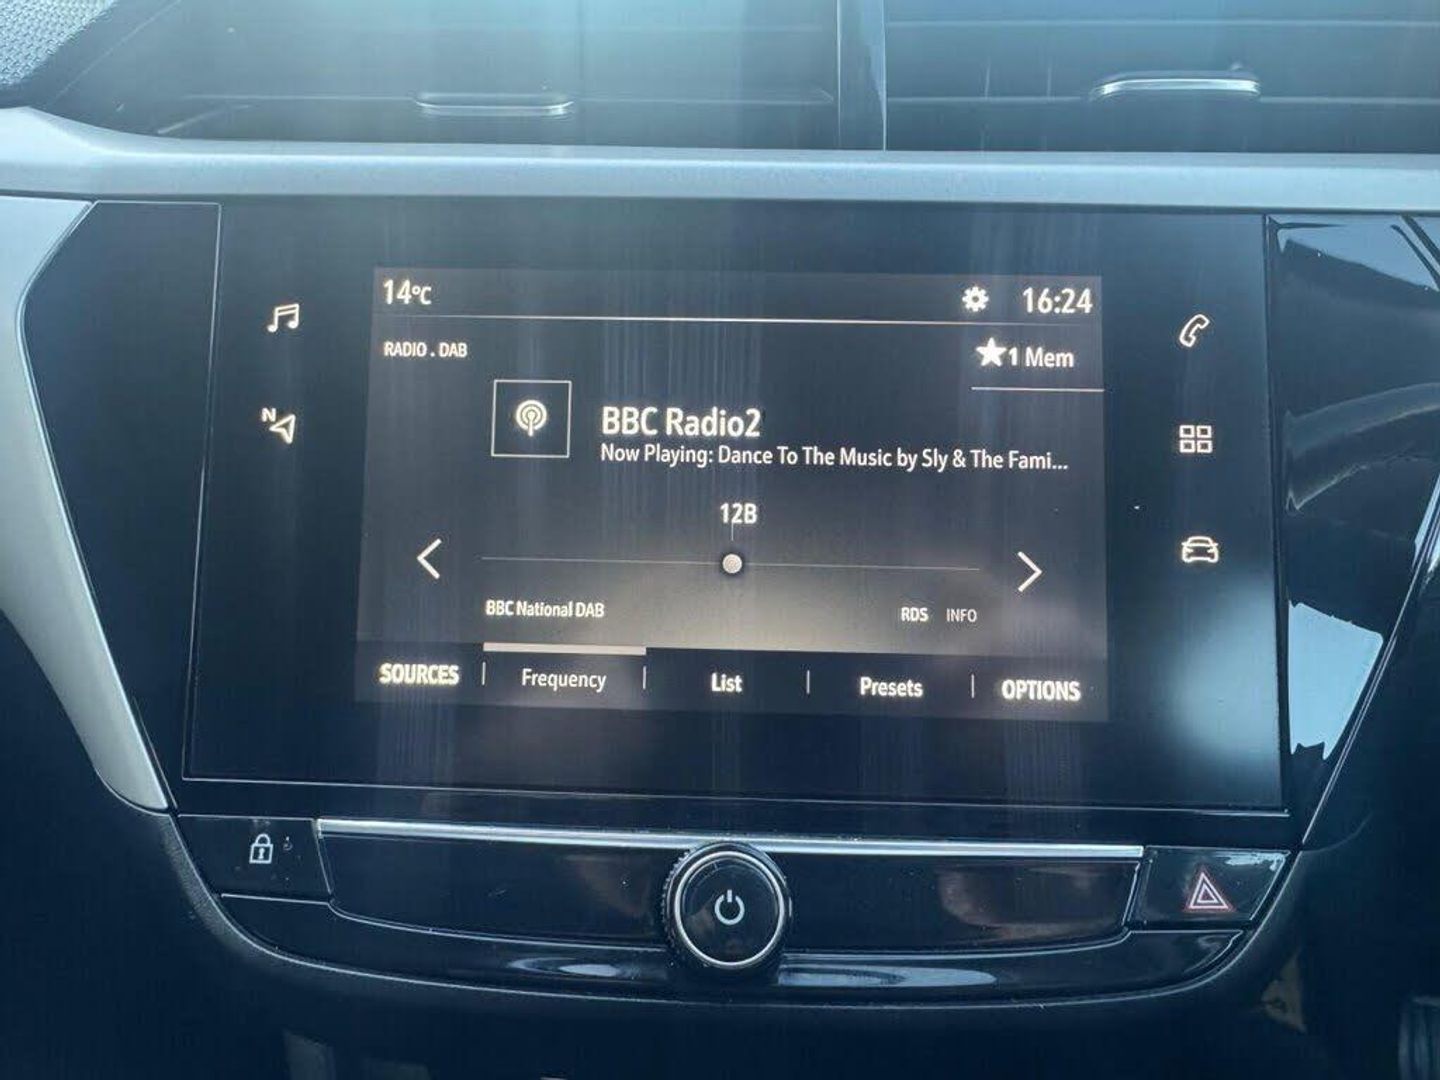 14°C
16:24
RADIO . DAB
★1 Mem
BBC Radio2
Now Playing: Dance To The Music by Sly & The Fami...
N
12B
BBC National DAB
RDS INFO
SOURCES | Frequency | List | Presets | OPTIONS